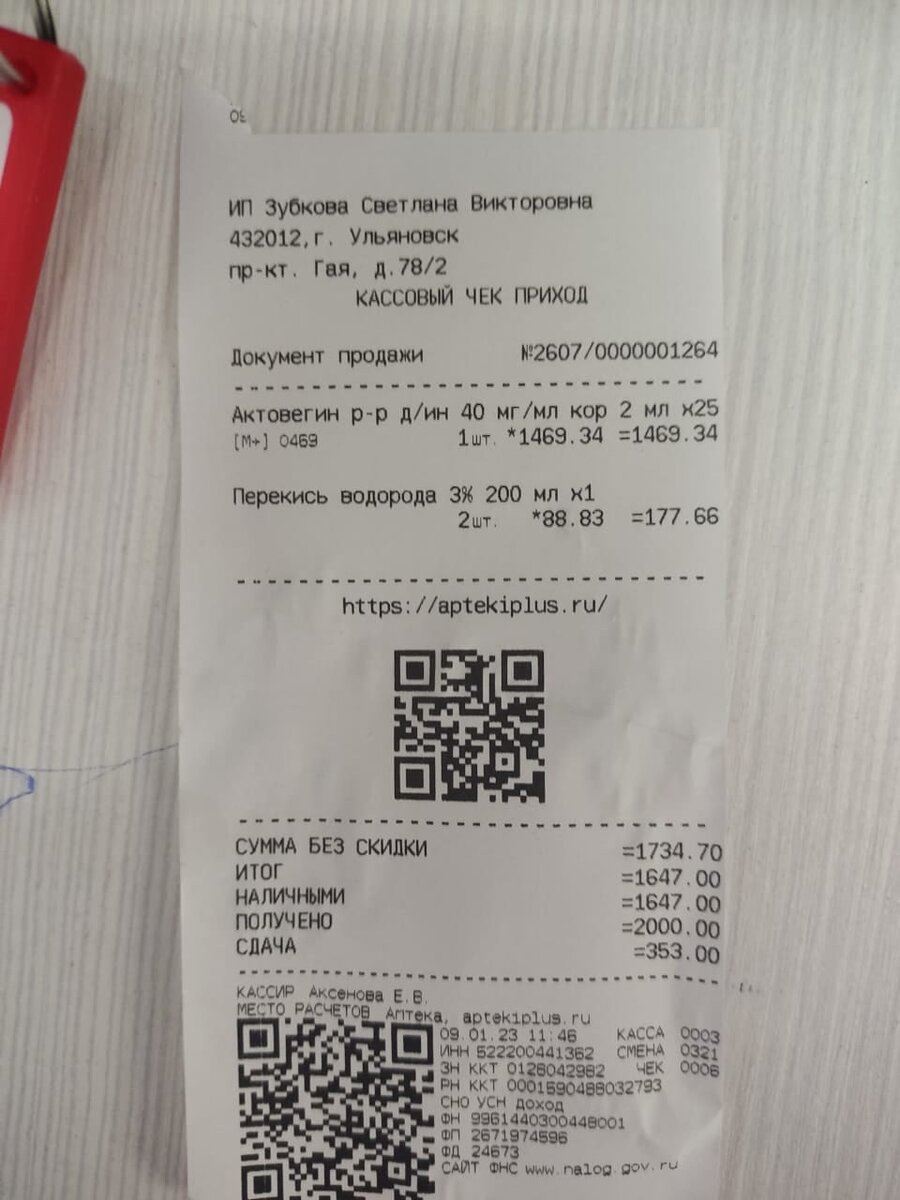 ИП Зубкова Светлана Викторовна
432012,г. Ульяновск
пр-кт. Гая, д.78/2
КАССОВЫЙ ЧЕК ПРИХОД
Документ продажи №2607/0000001264
Актовегин р-р д/ин 40 мг/мл кор 2 мл x25
[М+] 0469 1шт. *1469.34 =1469.34
Перекись водорода 3% 200 мл x1
2шт. *88.83 =177.66
https://aptekiplus.ru/
СУММА БЕЗ СКИДКИ =1734.70
ИТОГ =1647.00
НАЛИЧНЫМИ =1647.00
ПОЛУЧЕНО =2000.00
СДАЧА =353.00
КАССИР Аксенова Е.В.
МЕСТО РАСЧЕТОВ Аптека, aptekiplus.ru
09.01.23 11:46 КАССА 0003
ИНН 522200441362 СМЕНА 0321
ЗН ККТ 0128042982 ЧЕК 0006
РН ККТ 0001590488032793
СНО УСН доход
ФН 9961440300448001
ФП 2671974596
ФД 24673
САЙТ ФНС www.nalog.gov.ru